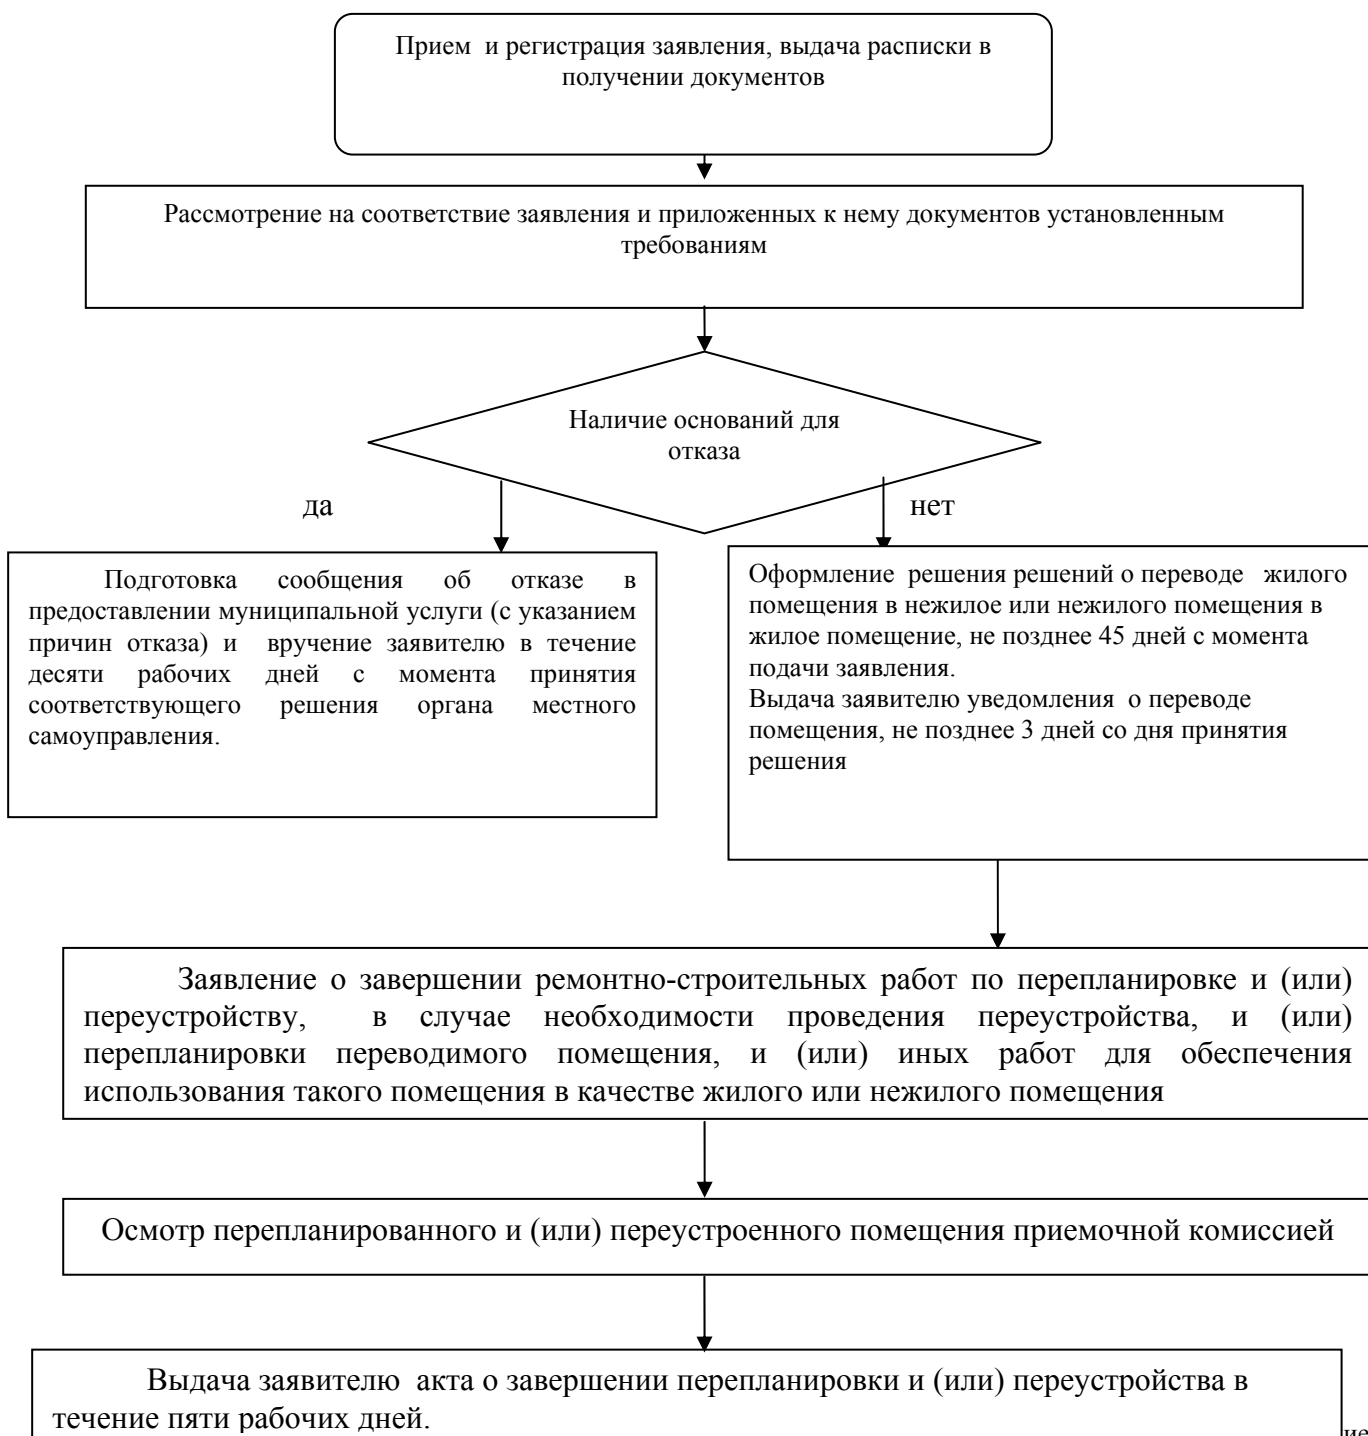 Прием и регистрация заявления, выдача расписки в
получении документов
Рассмотрение на соответствие заявления и приложенных к нему документов установленным
требованиям
Наличие оснований для
отказа
да
нет
Подготовка сообщения об отказе в
предоставлении муниципальной услуги (с указанием
причин отказа) и вручение заявителю в течение
десяти рабочих дней с момента принятия
соответствующего решения органа местного
самоуправления.
Оформление решения решений о переводе жилого
помещения в нежилое или нежилого помещения в
жилое помещение, не позднее 45 дней с момента
подачи заявления.
Выдача заявителю уведомления о переводе
помещения, не позднее 3 дней со дня принятия
решения
Заявление о завершении ремонтно-строительных работ по перепланировке и (или)
переустройству, в случае необходимости проведения переустройства, и (или)
перепланировки переводимого помещения, и (или) иных работ для обеспечения
использования такого помещения в качестве жилого или нежилого помещения
Осмотр перепланированного и (или) переустроенного помещения приемочной комиссией
Выдача заявителю акта о завершении перепланировки и (или) переустройства в
течение пяти рабочих дней.